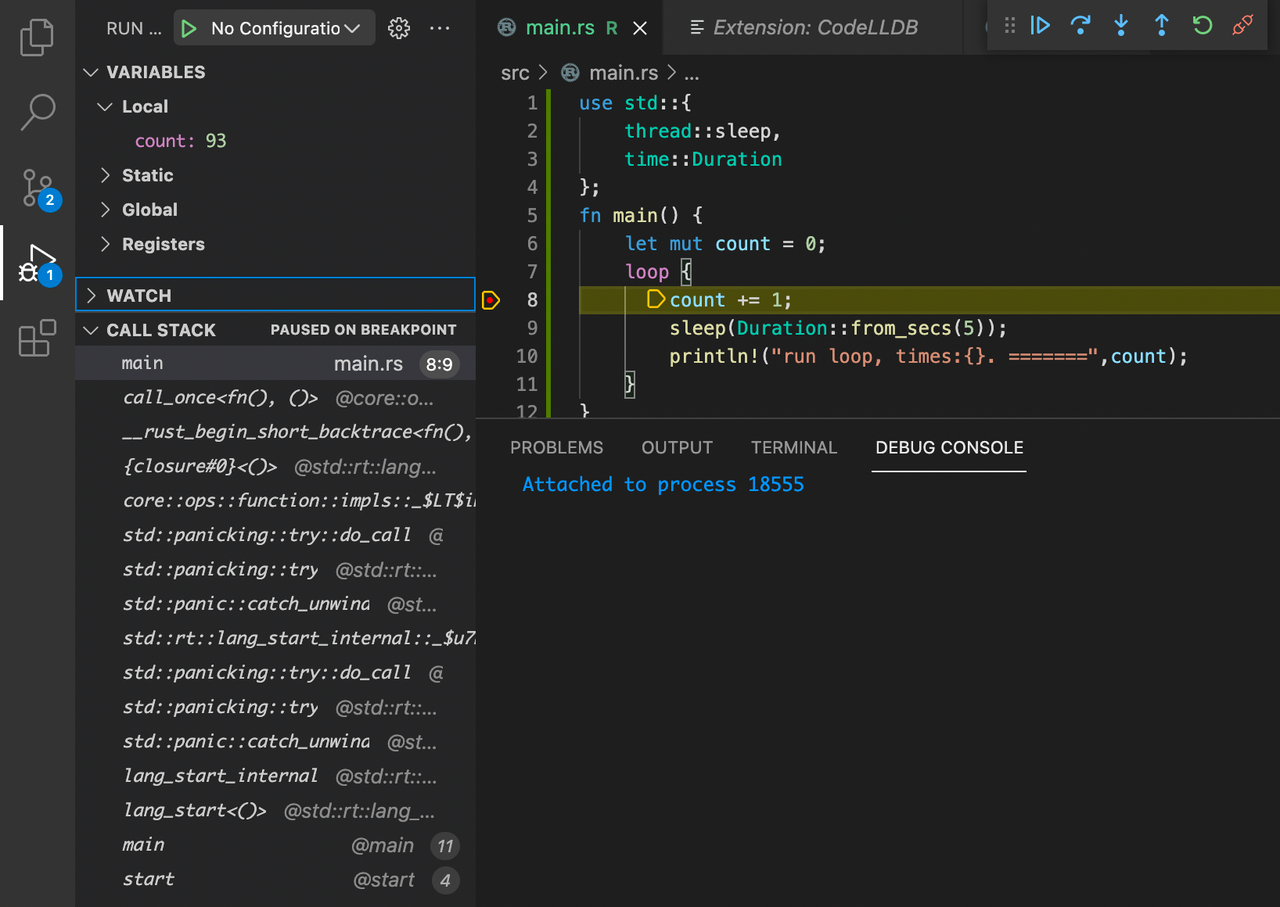 RUN ...
No Configuratio
VARIABLES
Local
count: 93
Static
Global
Registers
WATCH
CALL STACK PAUSED ON BREAKPOINT
main main.rs 8:9
call_once<fn(), ()> @core::o...
__rust_begin_short_backtrace<fn(),
{closure#0}<()> @std::rt::lang...
core::ops::function::impls::_$LT$i
std::panicking::try::do_call @
std::panicking::try @std::rt::...
std::panic::catch_unwind @st...
std::rt::lang_start_internal::_$u7
std::panicking::try::do_call @
std::panicking::try @std::rt::...
std::panic::catch_unwind @st...
lang_start_internal @std::rt::...
lang_start<()> @std::rt::lang_...
main @main 11
start @start 4
2
1
main.rs R
Extension: CodeLLDB
src > main.rs > ...
1 use std::{
2 thread::sleep,
3 time::Duration
4 };
5 fn main() {
6 let mut count = 0;
7 loop {
8 count += 1;
9 sleep(Duration::from_secs(5));
10 println!("run loop, times:{}. =======",count);
11 }
12 }
PROBLEMS OUTPUT TERMINAL DEBUG CONSOLE
Attached to process 18555